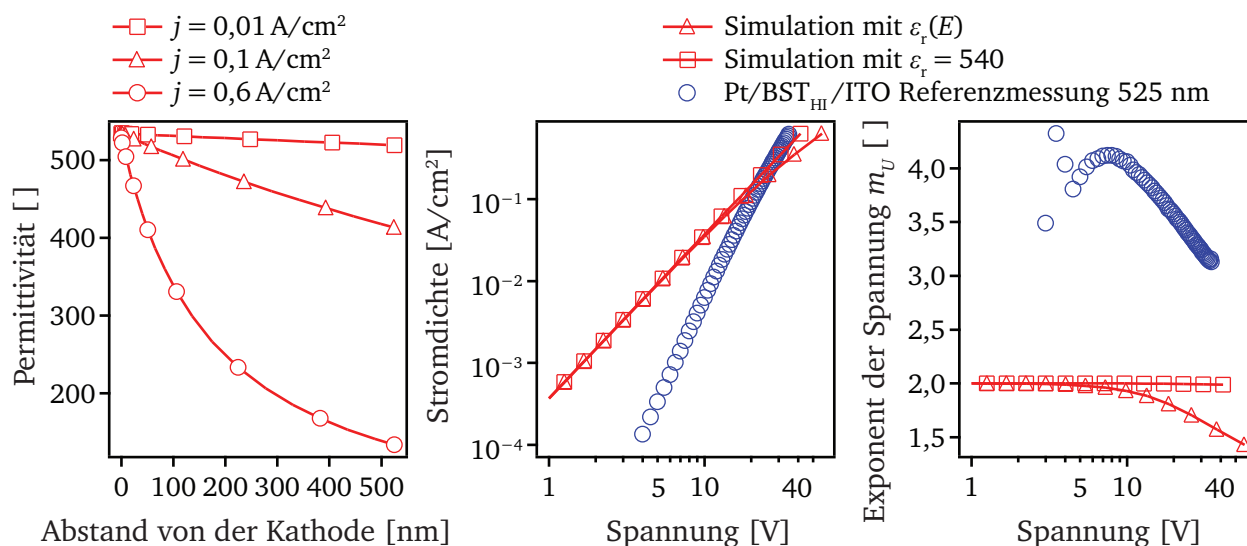 j = 0,01 A/cm²
j = 0,1 A/cm²
j = 0,6 A/cm²
Simulation mit εr(E)
Simulation mit εr = 540
Pt/BSTHI/ITO Referenzmessung 525 nm
Permittivität [ ]
500
400
300
200
0 100 200 300 400 500
Abstand von der Kathode [nm]
Stromdichte [A/cm²]
10⁻¹
10⁻²
10⁻³
10⁻⁴
1 5 10 40
Spannung [V]
Exponent der Spannung mU [ ]
4,0
3,5
3,0
2,5
2,0
1,5
1 5 10 40
Spannung [V]